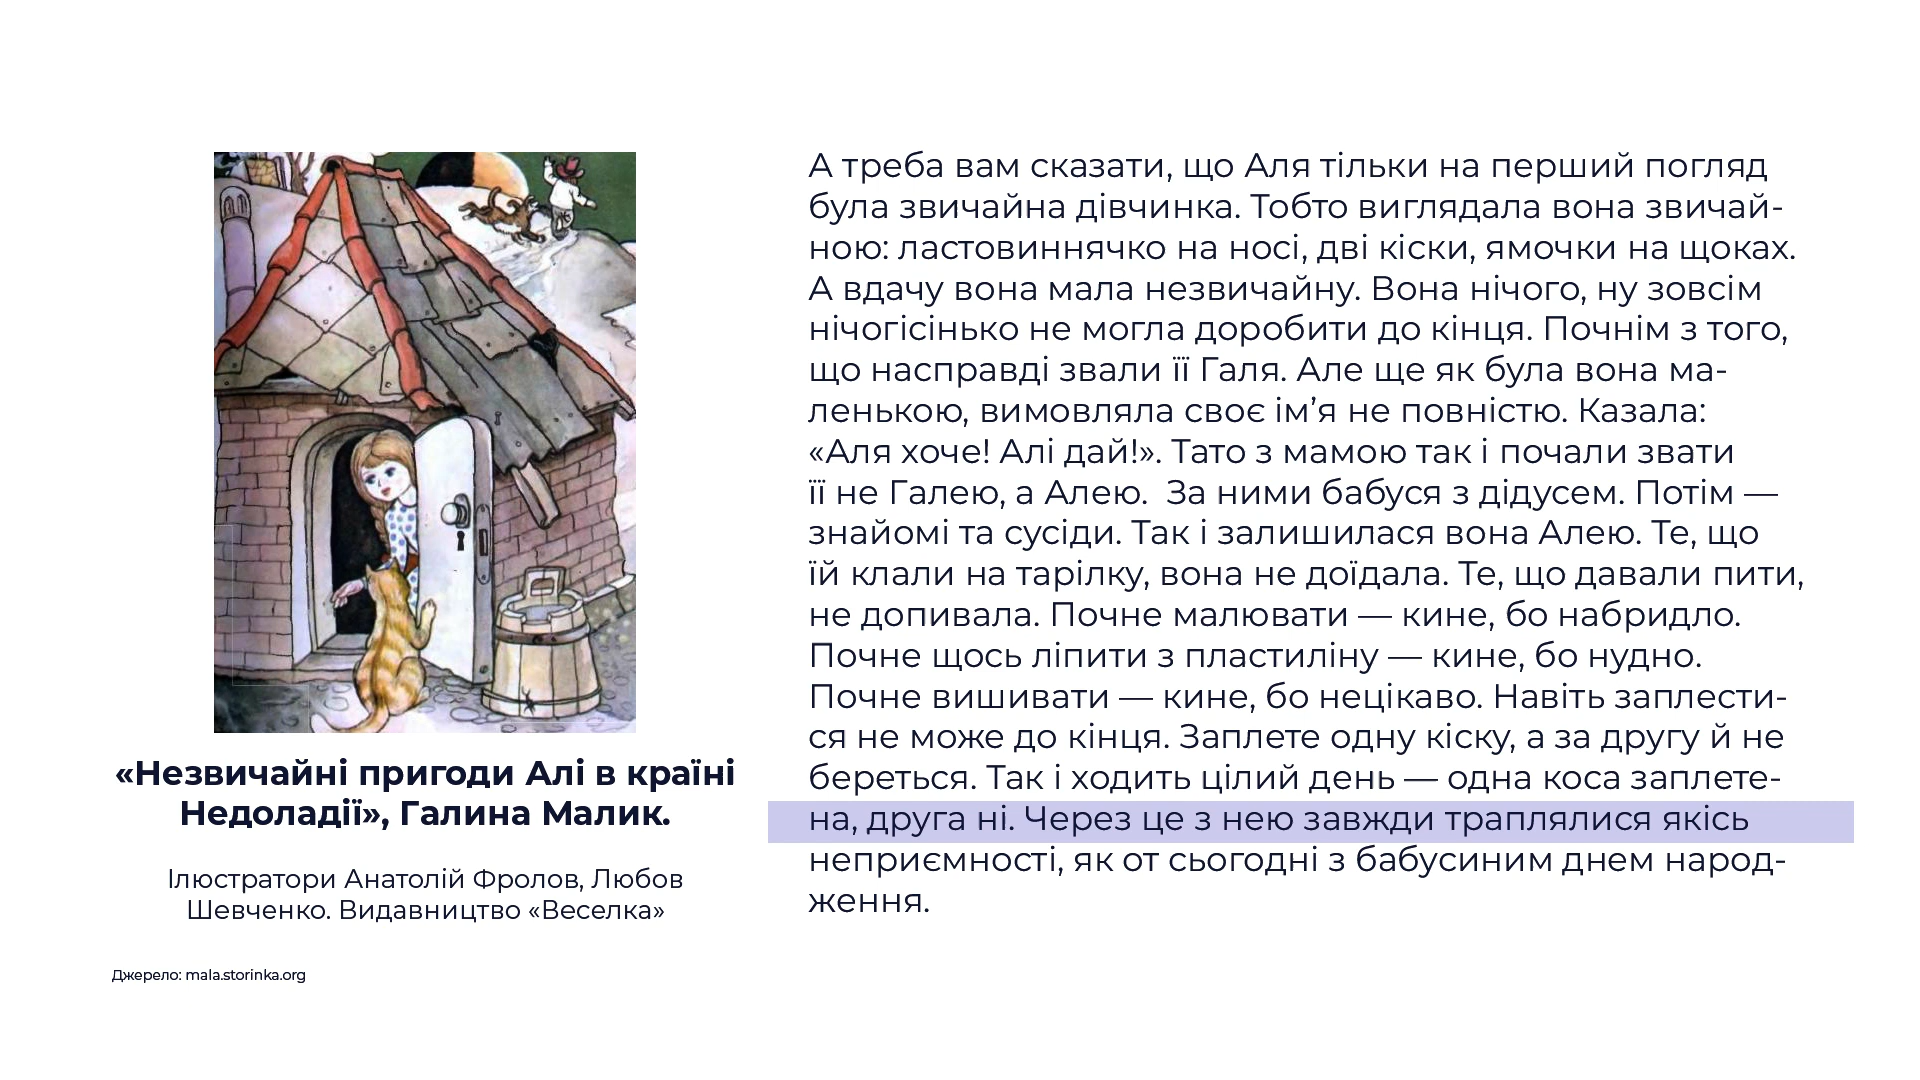 А треба вам сказати, що Аля тільки на перший погляд
була звичайна дівчинка. Тобто виглядала вона звичай-
ною: ластовиннячко на носі, дві кіски, ямочки на щоках.
А вдачу вона мала незвичайну. Вона нічого, ну зовсім
нічогісінько не могла доробити до кінця. Почнім з того,
що насправді звали її Галя. Але ще як була вона ма-
ленькою, вимовляла своє ім’я не повністю. Казала:
«Аля хоче! Алі дай!». Тато з мамою так і почали звати
її не Галею, а Алею.  За ними бабуся з дідусем. Потім —
знайомі та сусіди. Так і залишилася вона Алею. Те, що
їй клали на тарілку, вона не доїдала. Те, що давали пити,
не допивала. Почне малювати — кине, бо набридло.
Почне щось ліпити з пластиліну — кине, бо нудно.
Почне вишивати — кине, бо нецікаво. Навіть заплести-
ся не може до кінця. Заплете одну кіску, а за другу й не
береться. Так і ходить цілий день — одна коса заплете-
на, друга ні. Через це з нею завжди траплялися якісь
неприємності, як от сьогодні з бабусиним днем народ-
ження.
«Незвичайні пригоди Алі в країні
Недоладії», Галина Малик.
Ілюстратори Анатолій Фролов, Любов
Шевченко. Видавництво «Веселка»
Джерело: mala.storinka.org